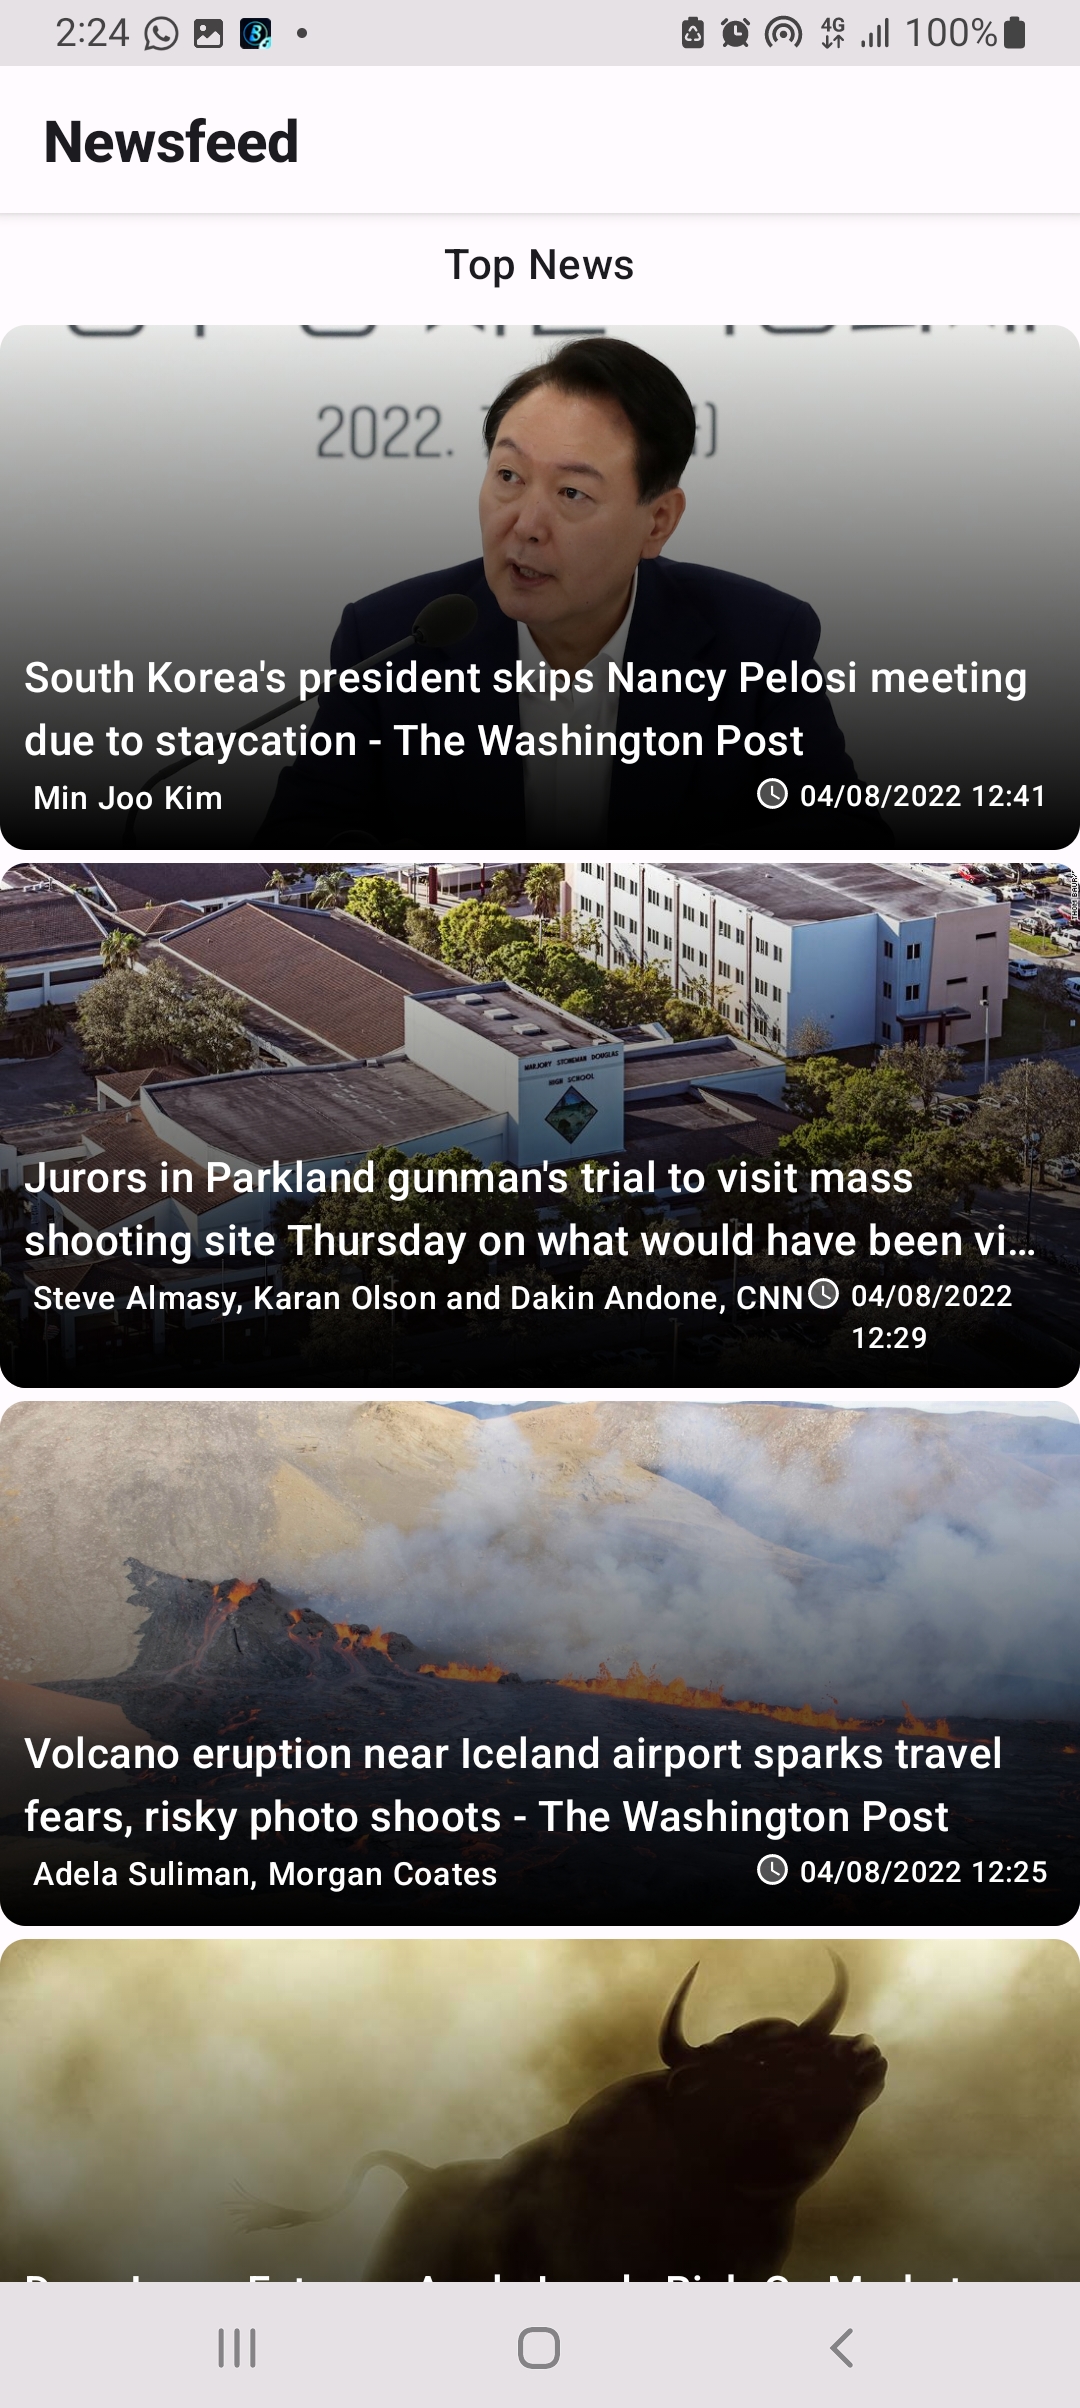 2:24
4G
100%
Newsfeed
Top News
2022.
South Korea's president skips Nancy Pelosi meeting
due to staycation - The Washington Post
Min Joo Kim
04/08/2022 12:41
MARJORY STONEMAN DOUGLAS
HIGH SCHOOL
Jurors in Parkland gunman's trial to visit mass
shooting site Thursday on what would have been vi...
Steve Almasy, Karan Olson and Dakin Andone, CNN
04/08/2022
12:29
Volcano eruption near Iceland airport sparks travel
fears, risky photo shoots - The Washington Post
Adela Suliman, Morgan Coates
04/08/2022 12:25